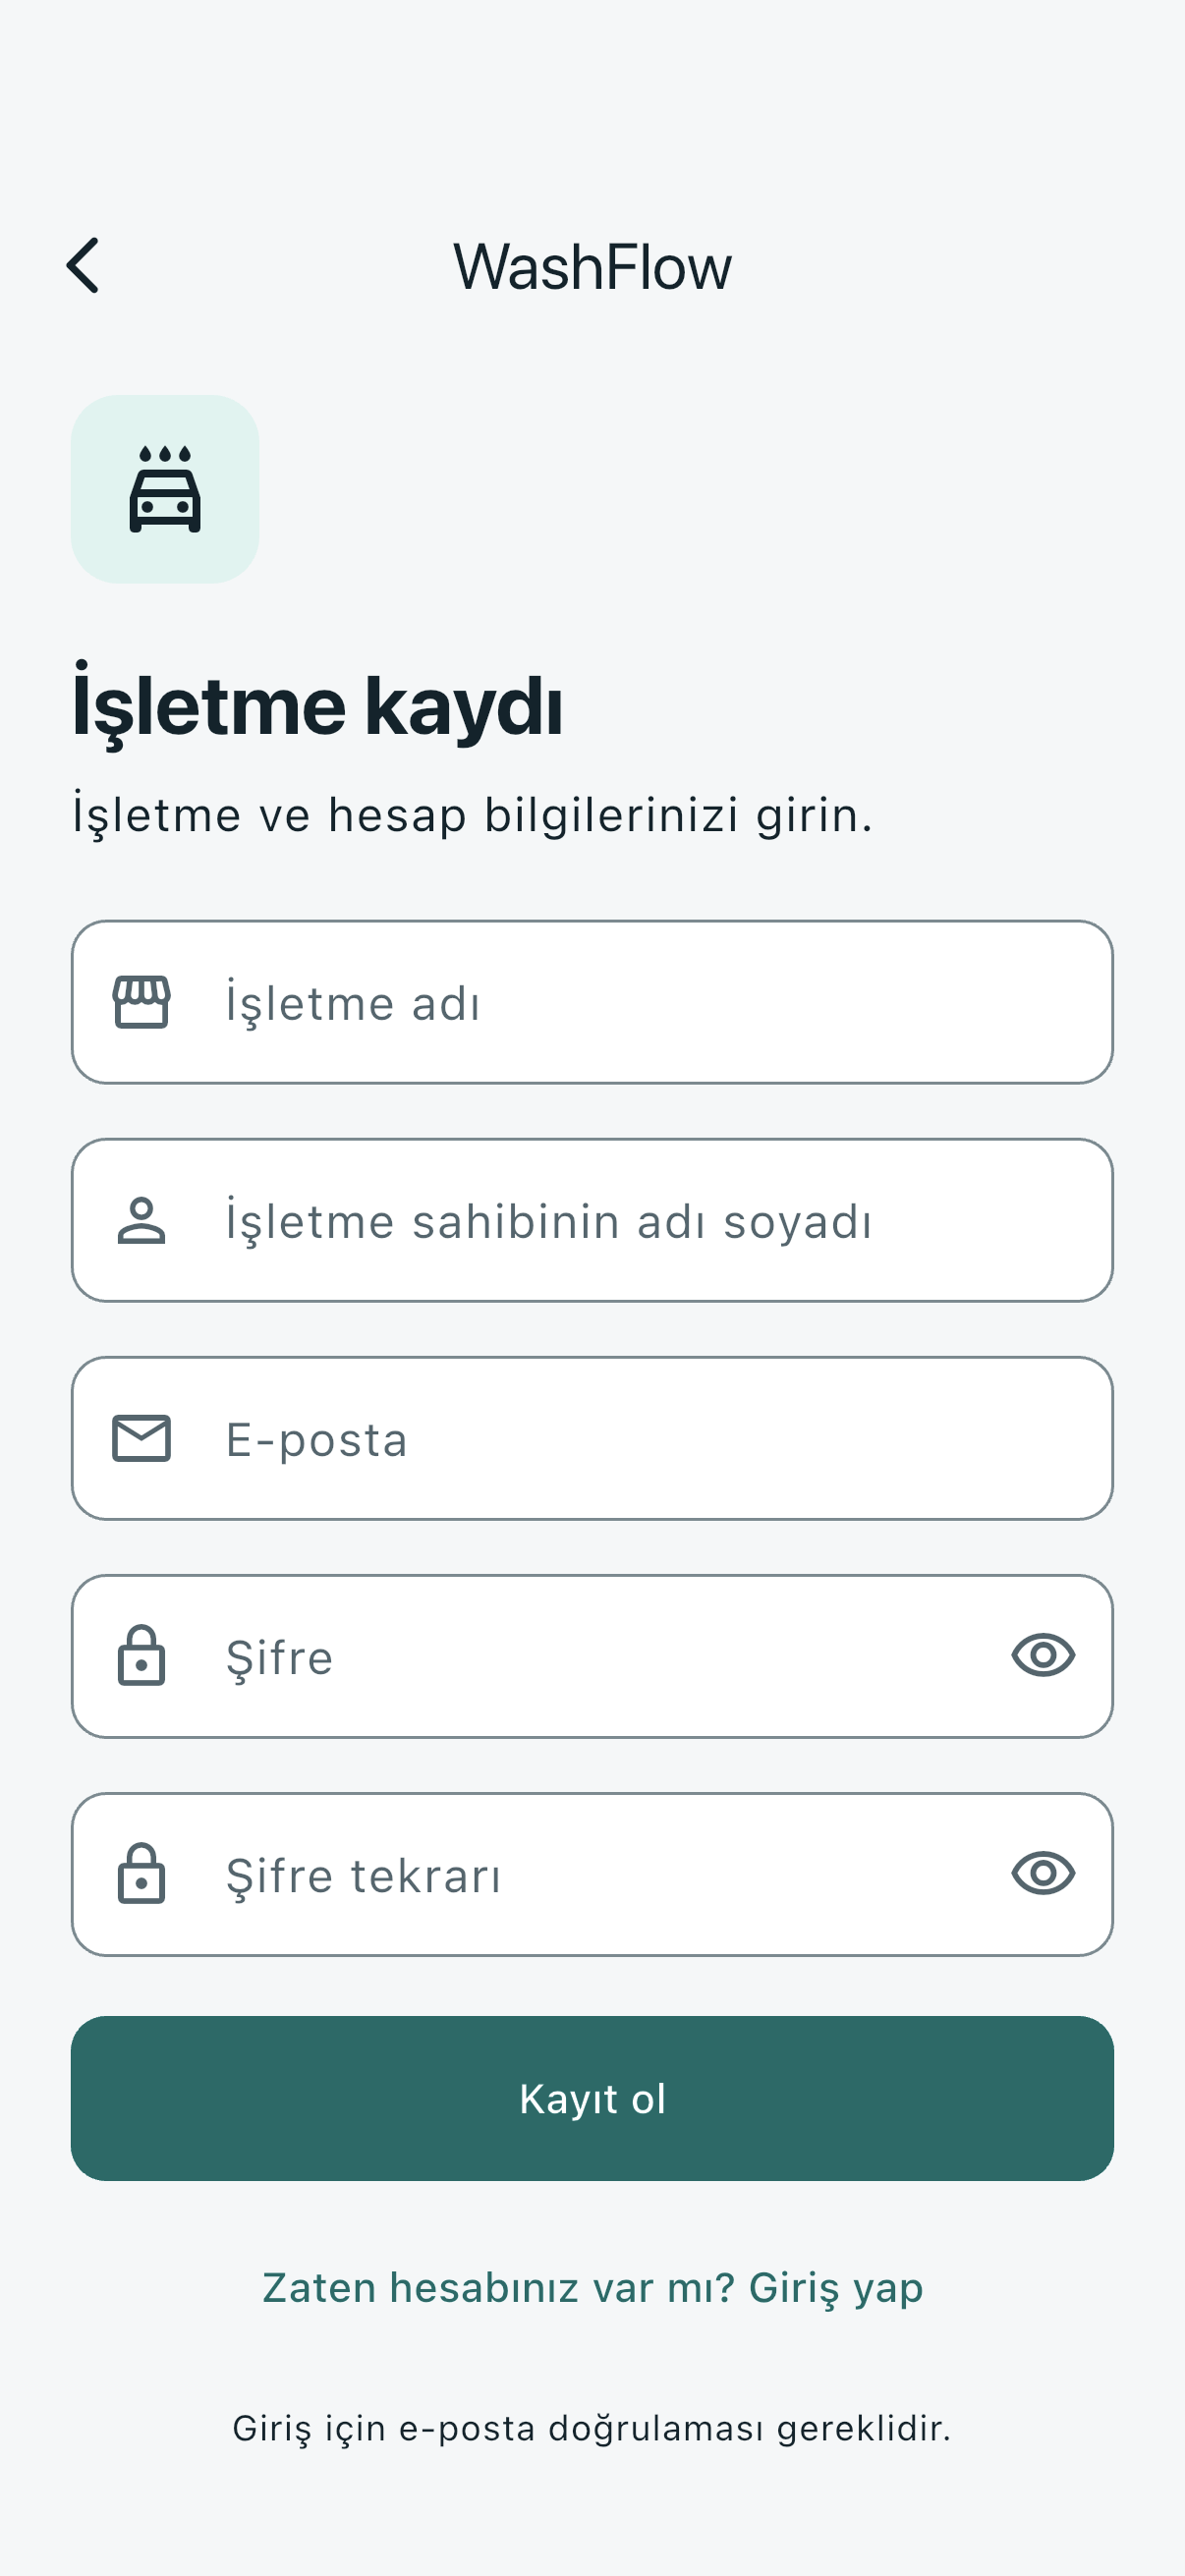 WashFlow
İşletme kaydı
İşletme ve hesap bilgilerinizi girin.
İşletme adı
İşletme sahibinin adı soyadı
E-posta
Şifre
Şifre tekrarı
Kayıt ol
Zaten hesabınız var mı? Giriş yap
Giriş için e-posta doğrulaması gereklidir.